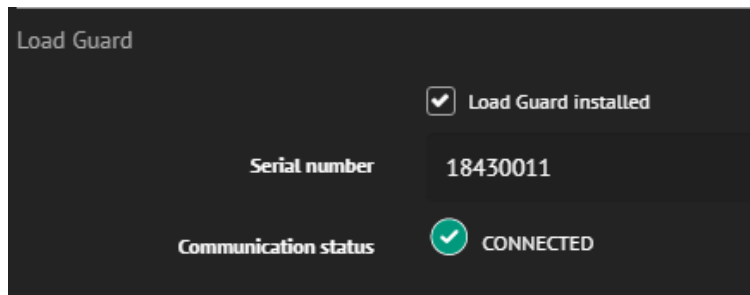 Load Guard
Load Guard installed
Serial number 18430011
Communication status CONNECTED